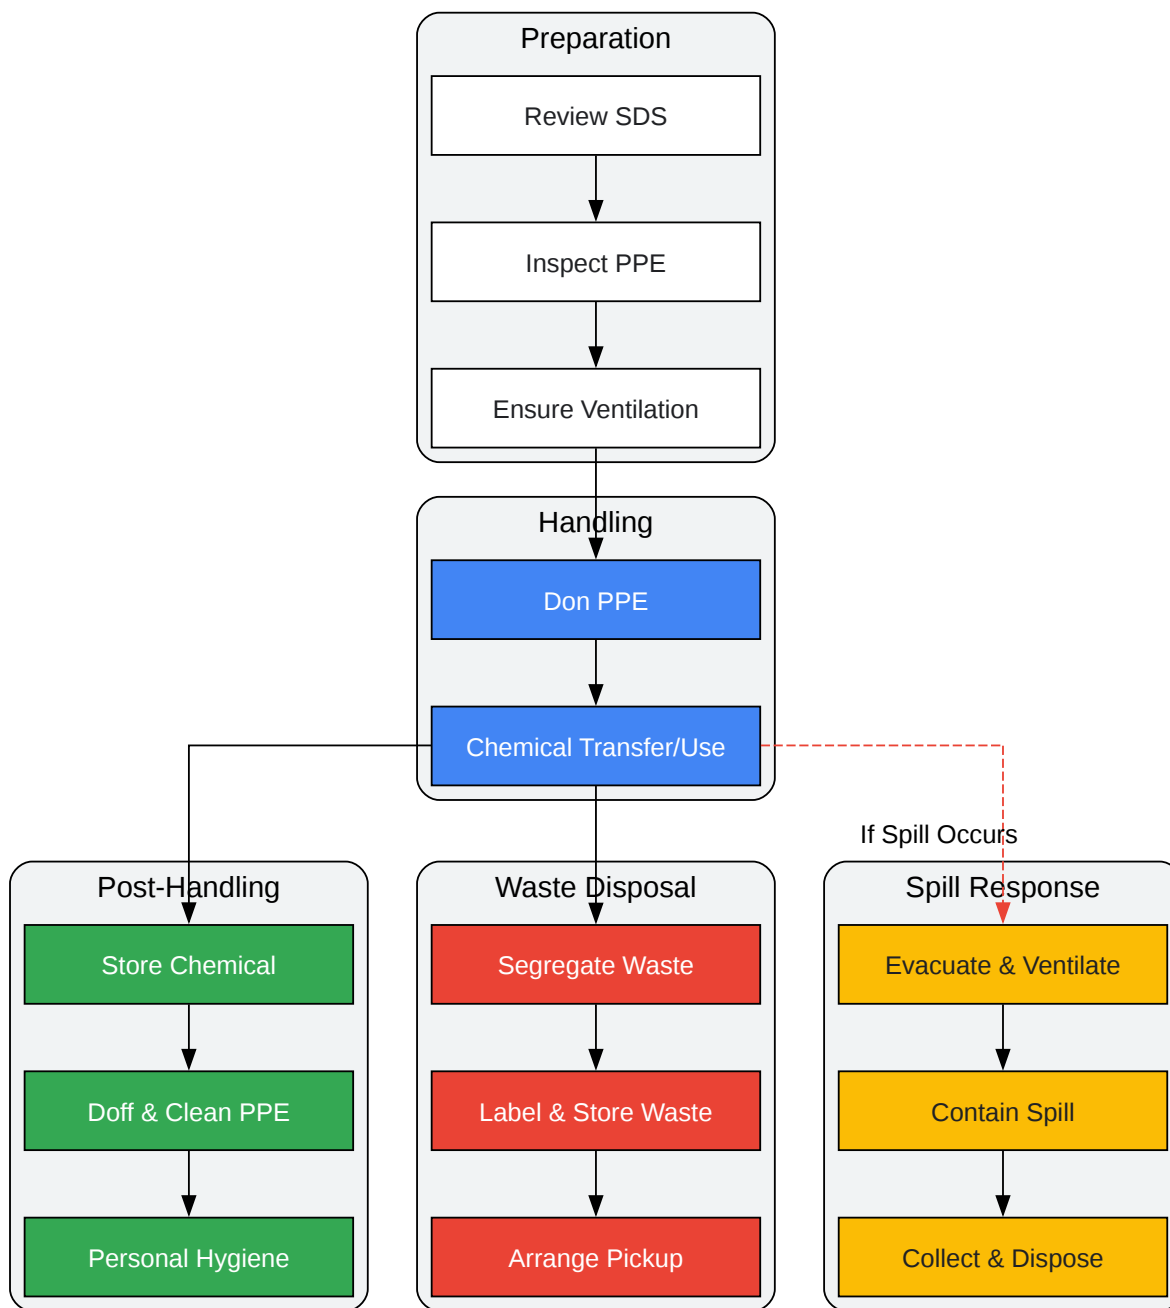 Preparation
Review SDS
Inspect PPE
Ensure Ventilation
Handling
Don PPE
Chemical Transfer/Use
If Spill Occurs
Post-Handling
Store Chemical
Doff & Clean PPE
Personal Hygiene
Waste Disposal
Segregate Waste
Label & Store Waste
Arrange Pickup
Spill Response
Evacuate & Ventilate
Contain Spill
Collect & Dispose